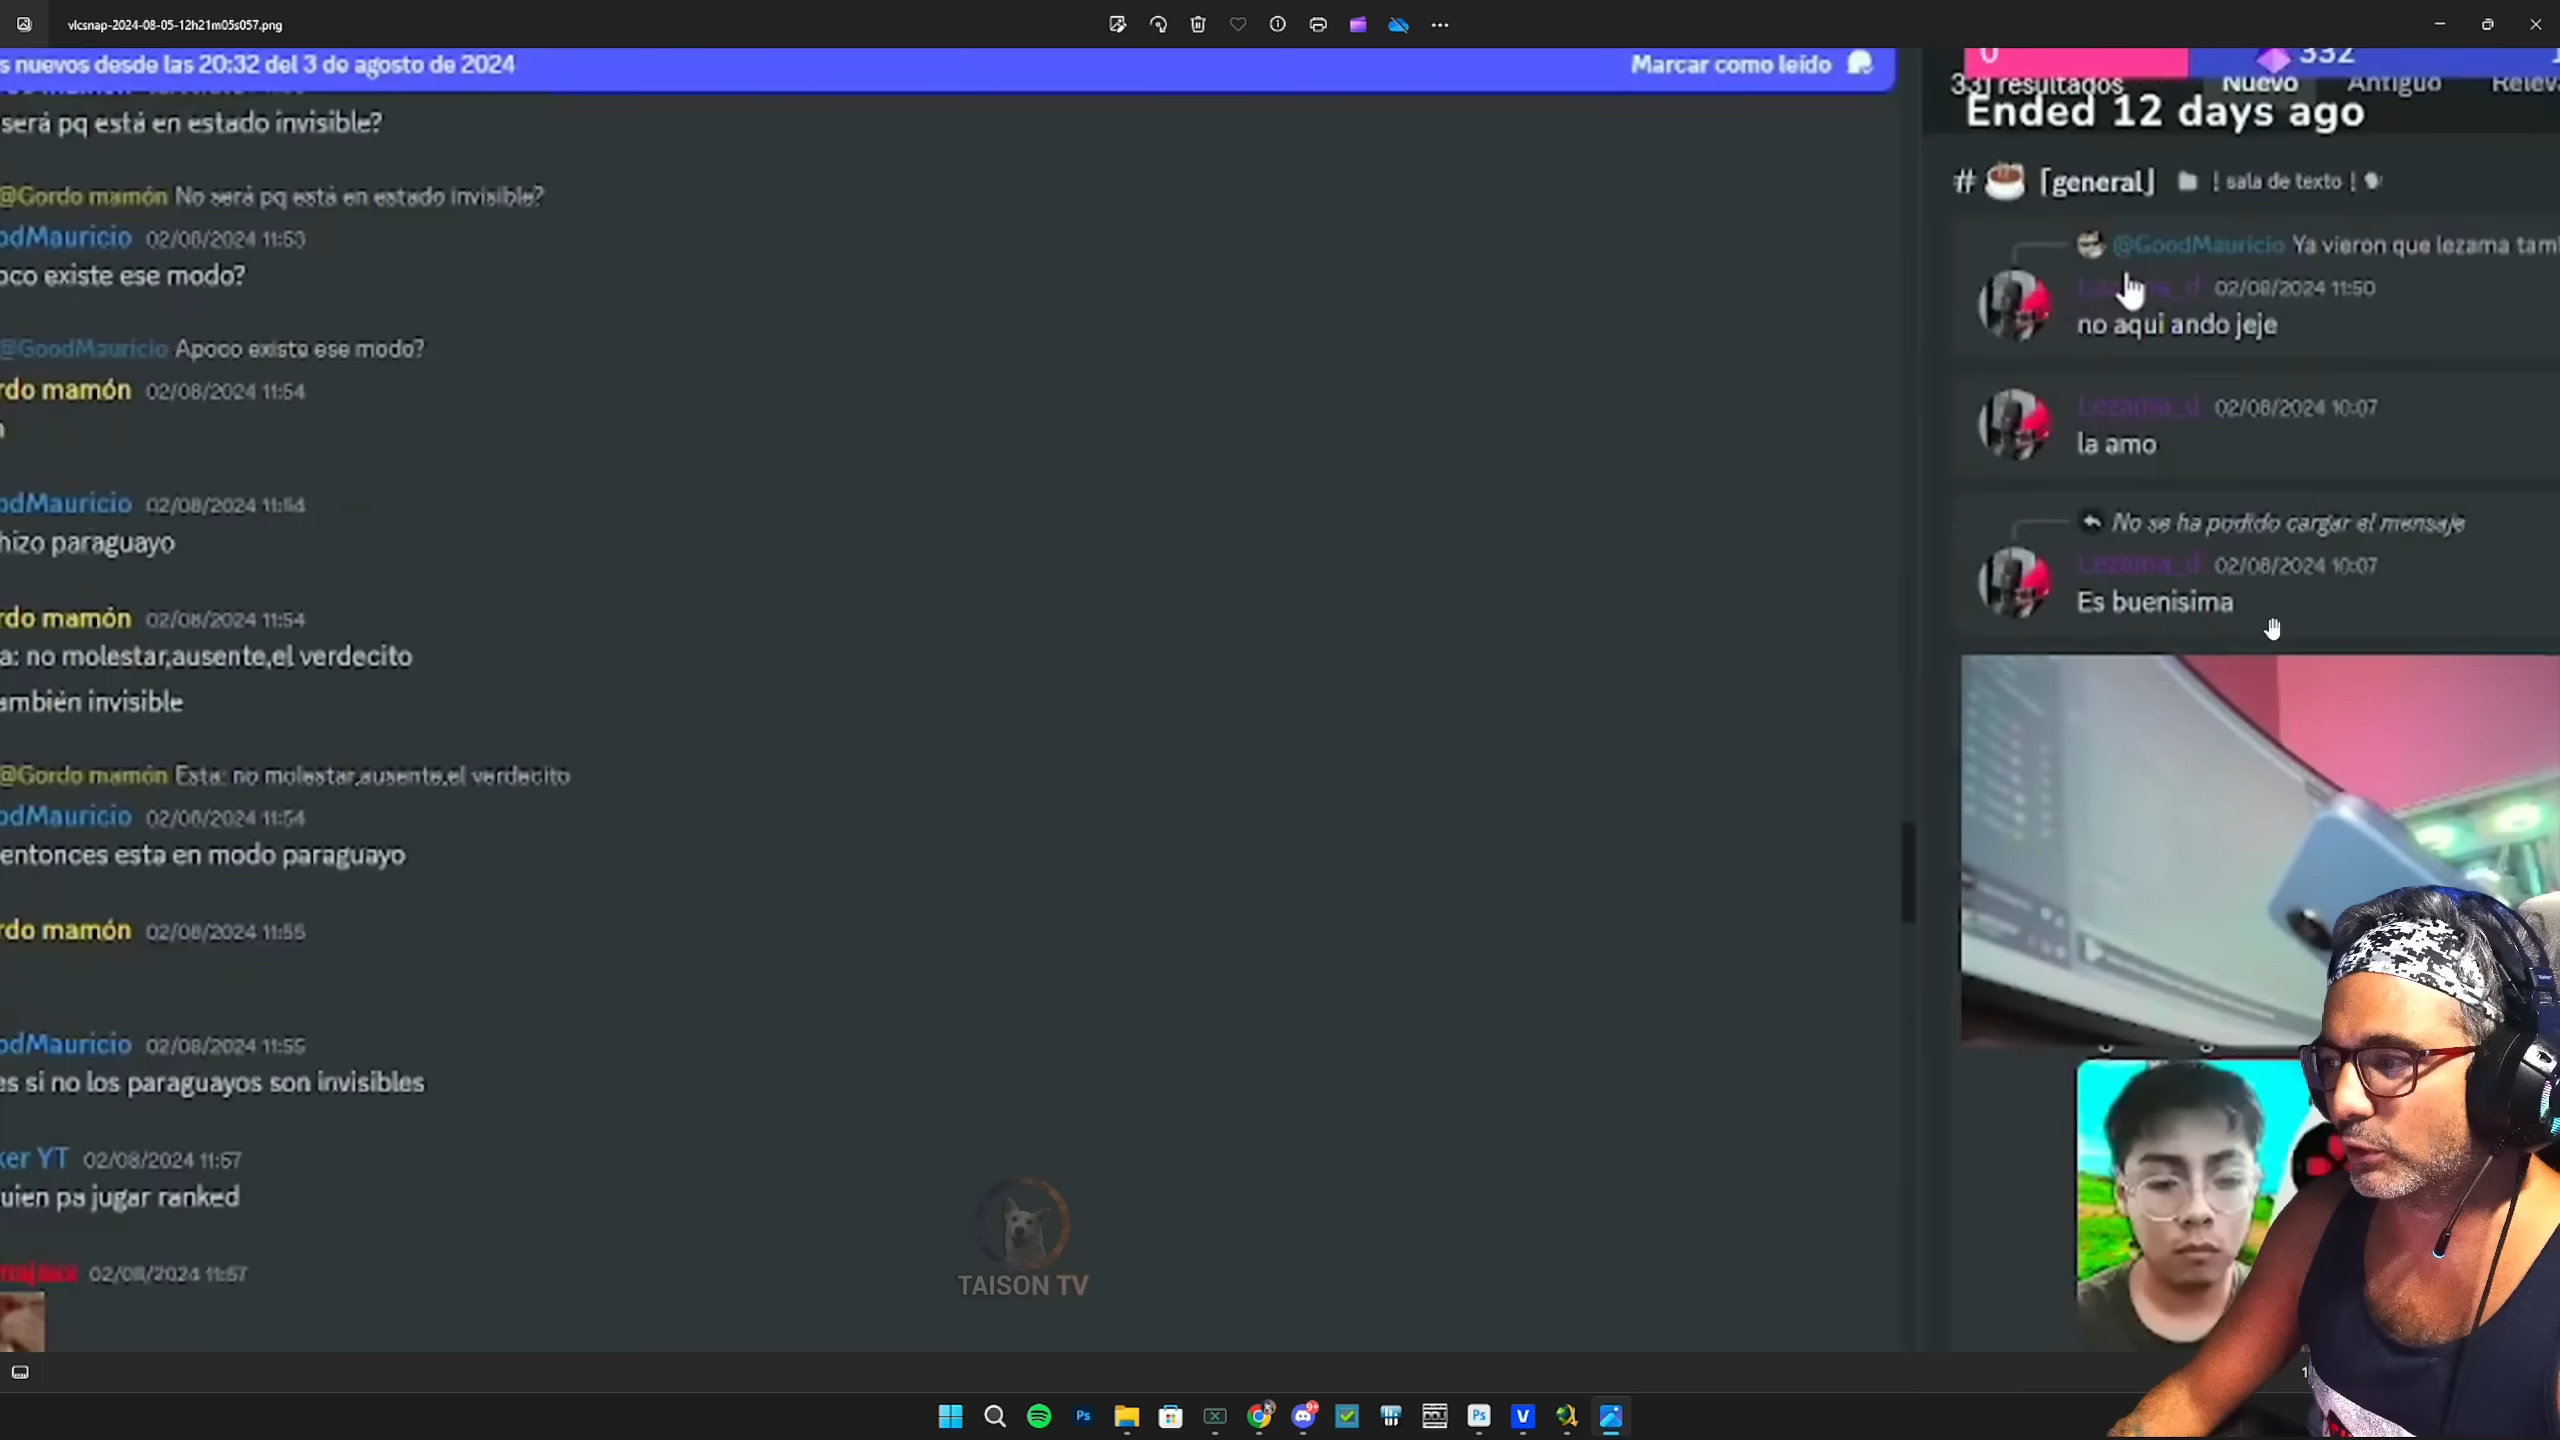 vlcsnap-2024-08-05-12h21m05s057.png
s nuevos desde las 20:32 del 3 de agosto de 2024
Marcar como leído
será pq está en estado invisible?
@Gordo mamón No será pq está en estado invisible?
odMauricio 02/08/2024 11:53
oco existe ese modo?
@GoodMauricio Apoco existe ese modo?
rdo mamón 02/08/2024 11:54
odMauricio 02/08/2024 11:54
hizo paraguayo
rdo mamón 02/08/2024 11:54
a: no molestar,ausente,el verdecito
ambién invisible
@Gordo mamón Esta: no molestar,ausente,el verdecito
odMauricio 02/08/2024 11:54
entonces esta en modo paraguayo
rdo mamón 02/08/2024 11:55
odMauricio 02/08/2024 11:55
es si no los paraguayos son invisibles
ker YT 02/08/2024 11:57
uien pa jugar ranked
02/08/2024 11:57
TAISON TV
0
332
331 resultados
Nuevo
Antiguo
Releva
Ended 12 days ago
# [general] | sala de texto |
@GoodMauricio Ya vieron que lezama tam
02/08/2024 11:50
no aqui ando jeje
Lezama_d 02/08/2024 10:07
la amo
No se ha podido cargar el mensaje
Lezama_d 02/08/2024 10:07
Es buenisima